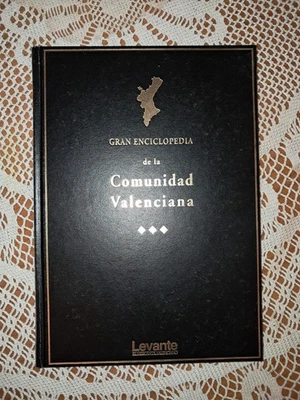 GRAN ENCICLOPEDIA
de la
Comunidad
Valenciana
Levante